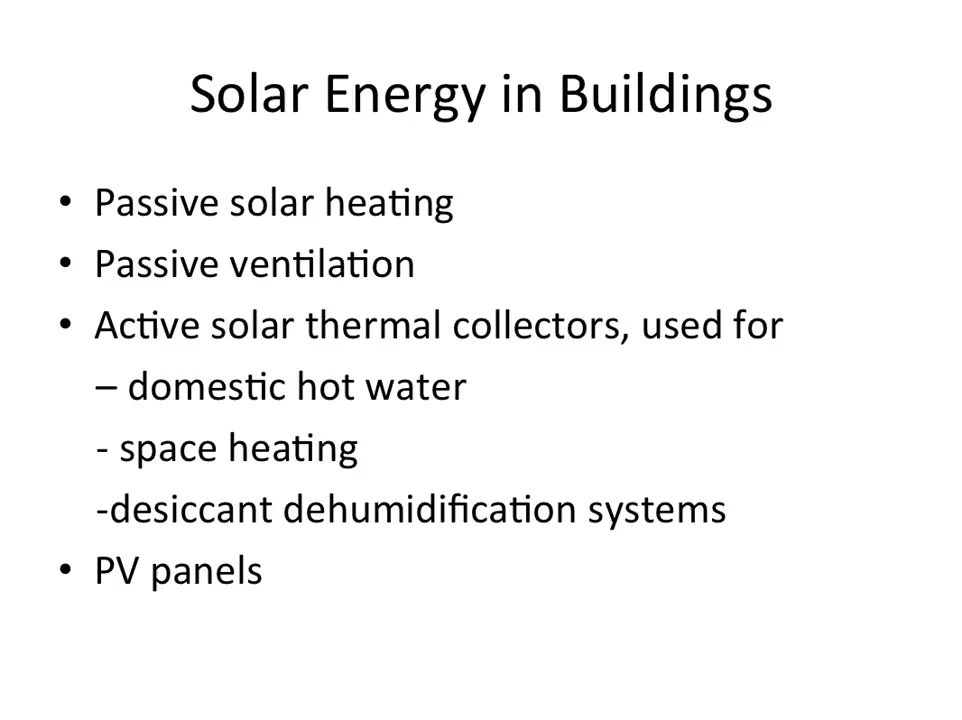 Solar Energy in Buildings
• Passive solar heating
• Passive ventilation
• Active solar thermal collectors, used for
– domestic hot water
- space heating
-desiccant dehumidification systems
• PV panels